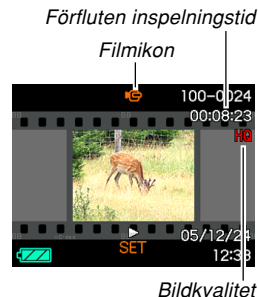 Förfluten inspelningstid
Filmikon
100-0024
00:08:23
HQ
SET
05/12/24
12:38
Bildkvalitet